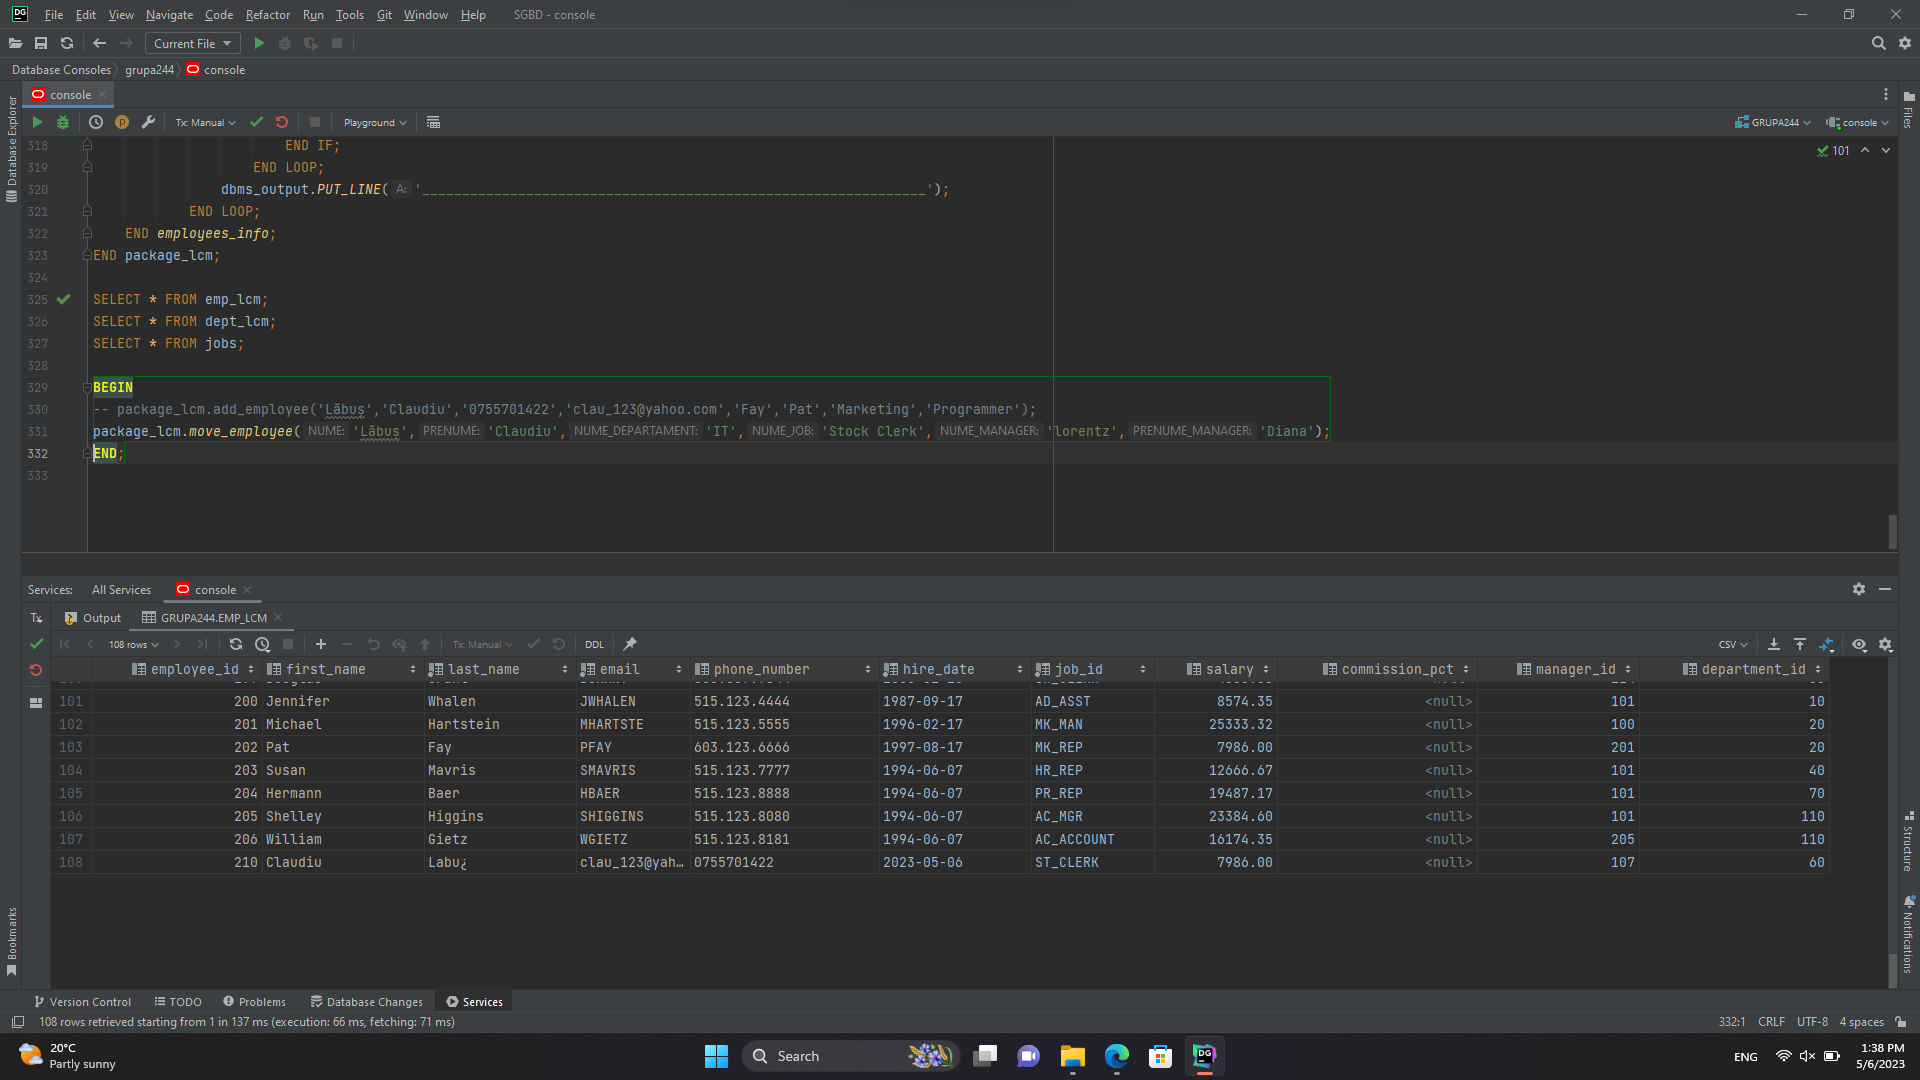 File Edit View Navigate Code Refactor Run Tools Git Window Help SGBD - console
Current File
Database Consoles grupa244 console
console
Tx: Manual Playground GRUPA244 console
Database Explorer
Files
101
318 END IF;
319 END LOOP;
320 dbms_output.PUT_LINE( A: '_______________________________________________________________');
321 END LOOP;
322 END employees_info;
323 END package_lcm;
324
325 SELECT * FROM emp_lcm;
326 SELECT * FROM dept_lcm;
327 SELECT * FROM jobs;
328
329 BEGIN
330 -- package_lcm.add_employee('Lăbuș','Claudiu','0755701422','clau_123@yahoo.com','Fay','Pat','Marketing','Programmer');
331 package_lcm.move_employee( NUME: 'Lăbuș', PRENUME: 'Claudiu', NUME_DEPARTAMENT: 'IT', NUME_JOB: 'Stock Clerk', NUME_MANAGER: 'lorentz', PRENUME_MANAGER: 'Diana');
332 END;
333
Services: All Services console
Tx Output GRUPA244.EMP_LCM
108 rows Tx: Manual DDL CSV
employee_id first_name last_name email phone_number hire_date job_id salary commission_pct manager_id department_id
101 200 Jennifer Whalen JWHALEN 515.123.4444 1987-09-17 AD_ASST 8574.35 <null> 101 10
102 201 Michael Hartstein MHARTSTE 515.123.5555 1996-02-17 MK_MAN 25333.32 <null> 100 20
103 202 Pat Fay PFAY 603.123.6666 1997-08-17 MK_REP 7986.00 <null> 201 20
104 203 Susan Mavris SMAVRIS 515.123.7777 1994-06-07 HR_REP 12666.67 <null> 101 40
105 204 Hermann Baer HBAER 515.123.8888 1994-06-07 PR_REP 19487.17 <null> 101 70
106 205 Shelley Higgins SHIGGINS 515.123.8080 1994-06-07 AC_MGR 23384.60 <null> 101 110
107 206 William Gietz WGIETZ 515.123.8181 1994-06-07 AC_ACCOUNT 16174.35 <null> 205 110
108 210 Claudiu Labu¿ clau_123@yah… 0755701422 2023-05-06 ST_CLERK 7986.00 <null> 107 60
Structure
Bookmarks
Notifications
Version Control TODO Problems Database Changes Services
108 rows retrieved starting from 1 in 137 ms (execution: 66 ms, fetching: 71 ms) 332:1 CRLF UTF-8 4 spaces
20°C
Partly sunny
Search
ENG
1:38 PM
5/6/2023